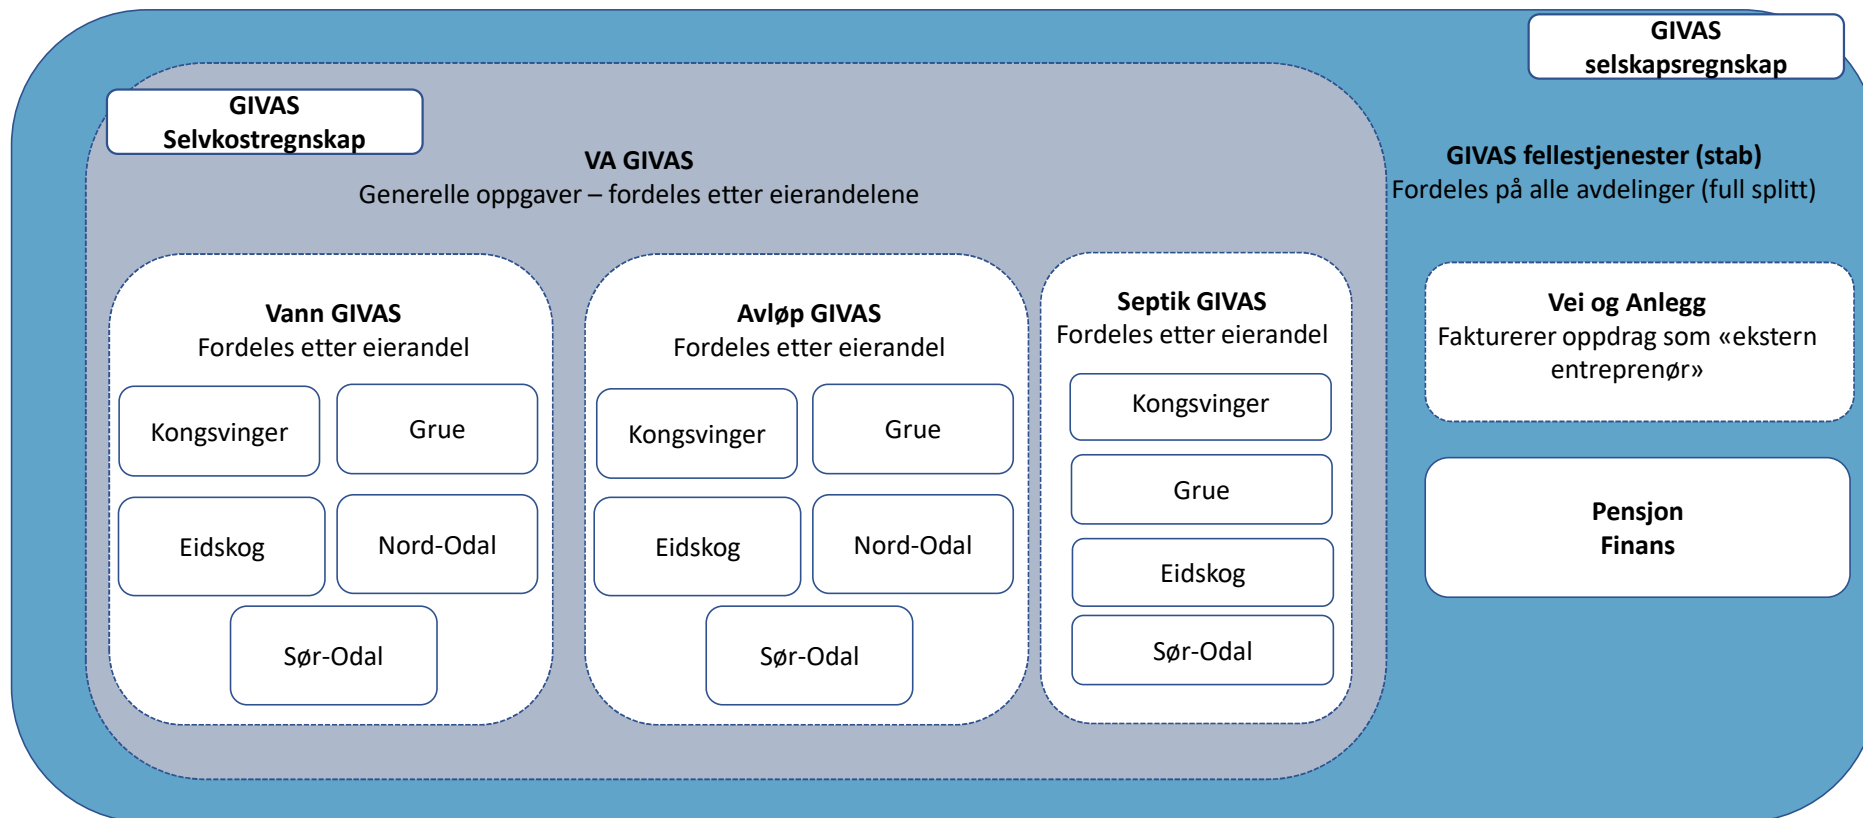 GIVAS
selskapsregnskap
GIVAS
Selvkostregnskap
VA GIVAS
Generelle oppgaver – fordeles etter eierandelene
GIVAS fellestjenester (stab)
Fordeles på alle avdelinger (full splitt)
Vann GIVAS
Fordeles etter eierandel
Kongsvinger
Grue
Eidskog
Nord-Odal
Sør-Odal
Avløp GIVAS
Fordeles etter eierandel
Kongsvinger
Grue
Eidskog
Nord-Odal
Sør-Odal
Septik GIVAS
Fordeles etter eierandel
Kongsvinger
Grue
Eidskog
Sør-Odal
Vei og Anlegg
Fakturerer oppdrag som «ekstern
entreprenør»
Pensjon
Finans